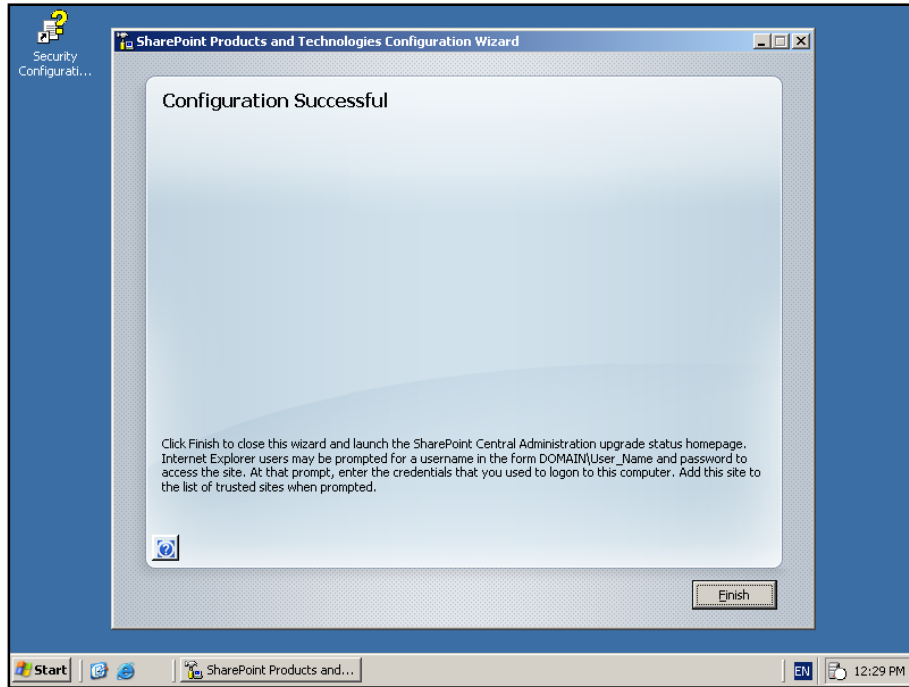 Security
Configurati...
SharePoint Products and Technologies Configuration Wizard
Configuration Successful
Click Finish to close this wizard and launch the SharePoint Central Administration upgrade status homepage.
Internet Explorer users may be prompted for a username in the form DOMAIN\User_Name and password to
access the site. At that prompt, enter the credentials that you used to logon to this computer. Add this site to
the list of trusted sites when prompted.
Finish
Start
SharePoint Products and...
EN
12:29 PM